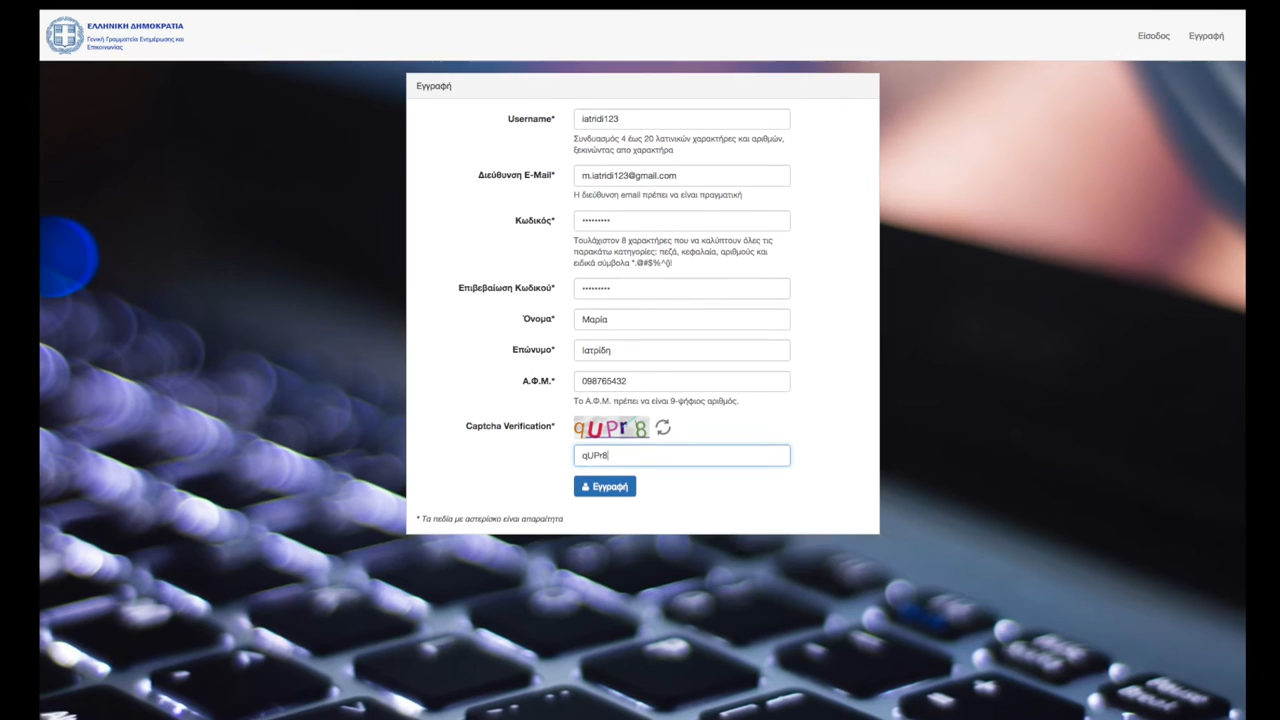 ΕΛΛΗΝΙΚΗ ΔΗΜΟΚΡΑΤΙΑ
Γενική Γραμματεία Ενημέρωσης και
Επικοινωνίας
Είσοδος Εγγραφή
Εγγραφή
Username* iatridi123
Συνδυασμός 4 έως 20 λατινικών χαρακτήρες και αριθμών,
ξεκινώντας απο χαρακτήρα
Διεύθυνση E-Mail* m.iatridi123@gmail.com
Η διεύθυνση email πρέπει να είναι πραγματική
Κωδικός* •••••••••
Τουλάχιστον 8 χαρακτήρες που να καλύπτουν όλες τις
παρακάτω κατηγορίες: πεζά, κεφαλαία, αριθμούς και
ειδικά σύμβολα *.@#$%^()!
Επιβεβαίωση Κωδικού* •••••••••
Όνομα* Μαρία
Επώνυμο* Ιατρίδη
Α.Φ.Μ.* 098765432
Το Α.Φ.Μ. πρέπει να είναι 9-ψήφιος αριθμός.
Captcha Verification* qUPr8
qUPr8
Εγγραφή
* Τα πεδία με αστερίσκο είναι απαραίτητα